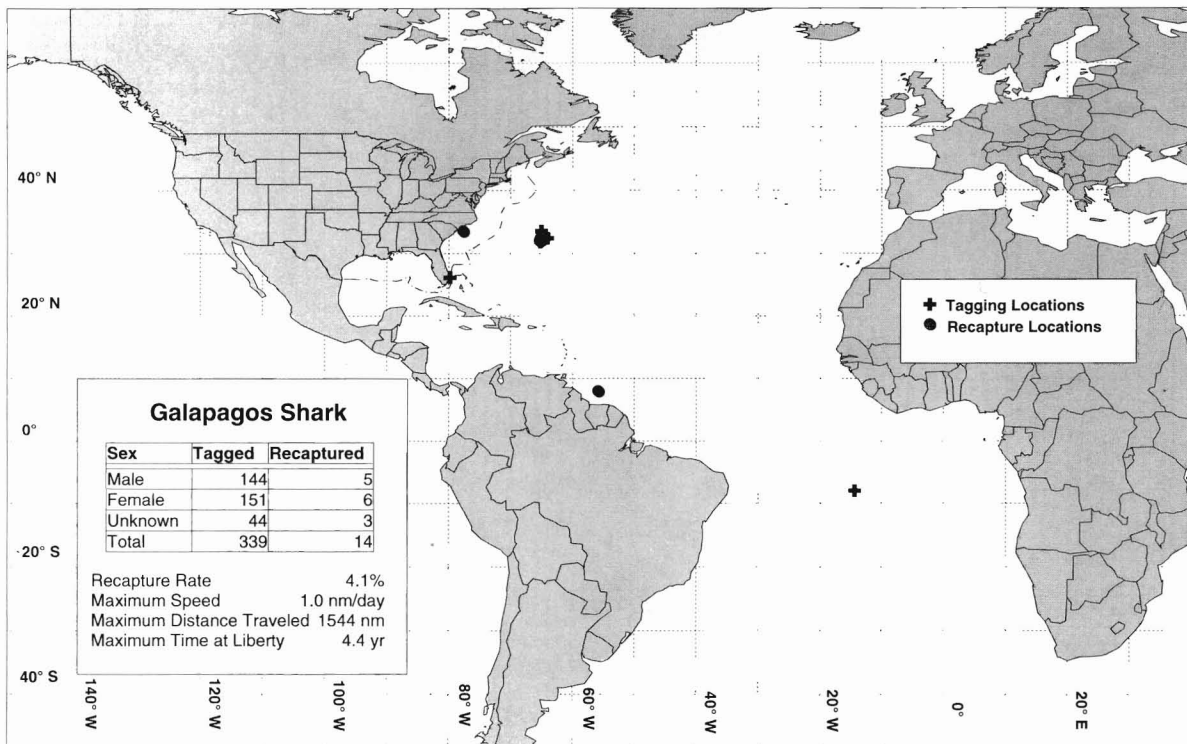 40° N
20° N
0°
20° S
40° S
Tagging Locations
Recapture Locations
Galapagos Shark
Sex Tagged Recaptured
Male 144 5
Female 151 6
Unknown 44 3
Total 339 14
Recapture Rate 4.1%
Maximum Speed 1.0 nm/day
Maximum Distance Traveled 1544 nm
Maximum Time at Liberty 4.4 yr
140° W
120° W
100° W
80° W
60° W
40° W
20° W
0°
20° E